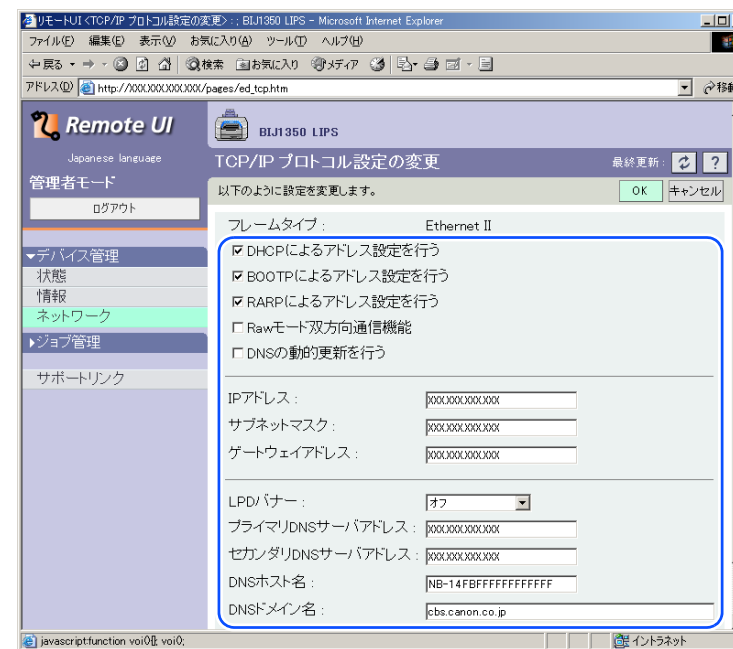 リモートUI <TCP/IP プロトコル設定の変更> : ; BIJ1350 LIPS - Microsoft Internet Explorer
ファイル(F) 編集(E) 表示(V) お気に入り(A) ツール(T) ヘルプ(H)
戻る 検索 お気に入り メディア
アドレス(D) http://XXX.XXX.XXX.XXX/pages/ed_tcp.htm 移動
Remote UI
Japanese language
管理者モード
ログアウト
▼デバイス管理
状態
情報
ネットワーク
▶ジョブ管理
サポートリンク
BIJ1350 LIPS
TCP/IP プロトコル設定の変更 最終更新 : ?
以下のように設定を変更します。 OK キャンセル
フレームタイプ : Ethernet II
DHCPによるアドレス設定を行う
BOOTPによるアドレス設定を行う
RARPによるアドレス設定を行う
Rawモード双方向通信機能
DNSの動的更新を行う
IPアドレス : XXX.XXX.XXX.XXX
サブネットマスク : XXX.XXX.XXX.XXX
ゲートウェイアドレス : XXX.XXX.XXX.XXX
LPDバナー : オフ
プライマリDNSサーバアドレス : XXX.XXX.XXX.XXX
セカンダリDNSサーバアドレス : XXX.XXX.XXX.XXX
DNSホスト名 : NB-14FBFFFFFFFFFFFF
DNSドメイン名 : cbs.canon.co.jp
イントラネット